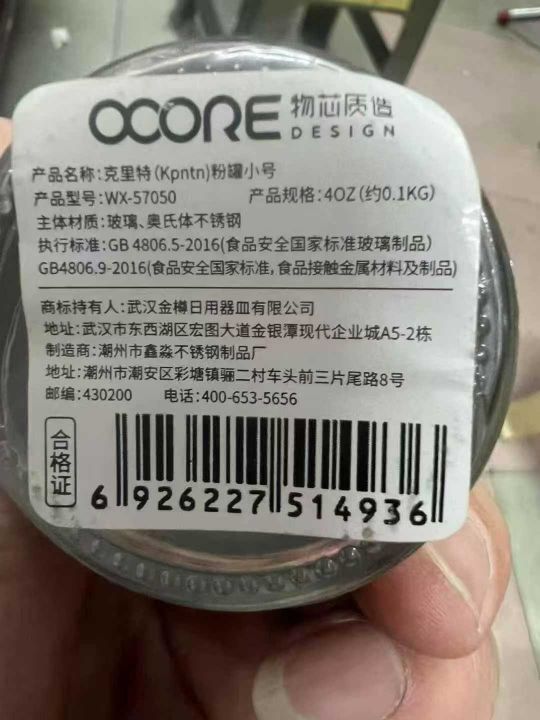 OCORE 物芯质造
DESIGN
产品名称:克里特(Kpntn)粉罐小号
产品型号:WX-57050 产品规格:4OZ(约0.1KG)
主体材质:玻璃、奥氏体不锈钢
执行标准:GB 4806.5-2016(食品安全国家标准玻璃制品)
GB4806.9-2016(食品安全国家标准,食品接触金属材料及制品)
商标持有人:武汉金樽日用器皿有限公司
地址:武汉市东西湖区宏图大道金银潭现代企业城A5-2栋
制造商:潮州市鑫淼不锈钢制品厂
地址:潮州市潮安区彩塘镇骊二村车头前三片尾路8号
邮编:430200 电话:400-653-5656
合格证
6 926227 514936